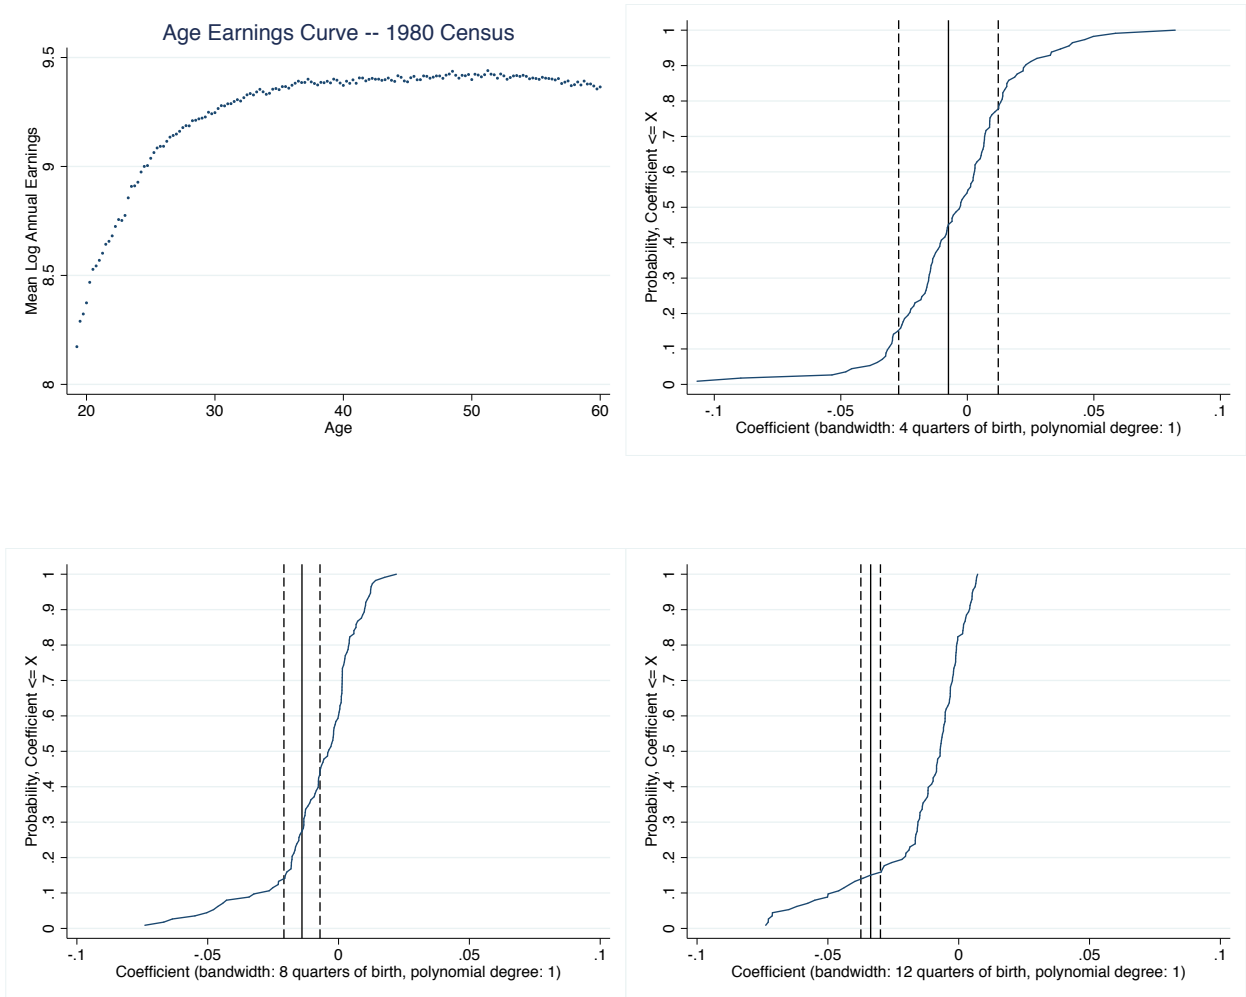 Age Earnings Curve -- 1980 Census
Mean Log Annual Earnings
9.5
9
8.5
8
20 30 40 50 60
Age
Probability, Coefficient <= X
1
.9
.8
.7
.6
.5
.4
.3
.2
.1
0
-.1 -.05 0 .05 .1
Coefficient (bandwidth: 4 quarters of birth, polynomial degree: 1)
Probability, Coefficient <= X
1
.9
.8
.7
.6
.5
.4
.3
.2
.1
0
-.1 -.05 0 .05 .1
Coefficient (bandwidth: 8 quarters of birth, polynomial degree: 1)
Probability, Coefficient <= X
1
.9
.8
.7
.6
.5
.4
.3
.2
.1
0
-.1 -.05 0 .05 .1
Coefficient (bandwidth: 12 quarters of birth, polynomial degree: 1)